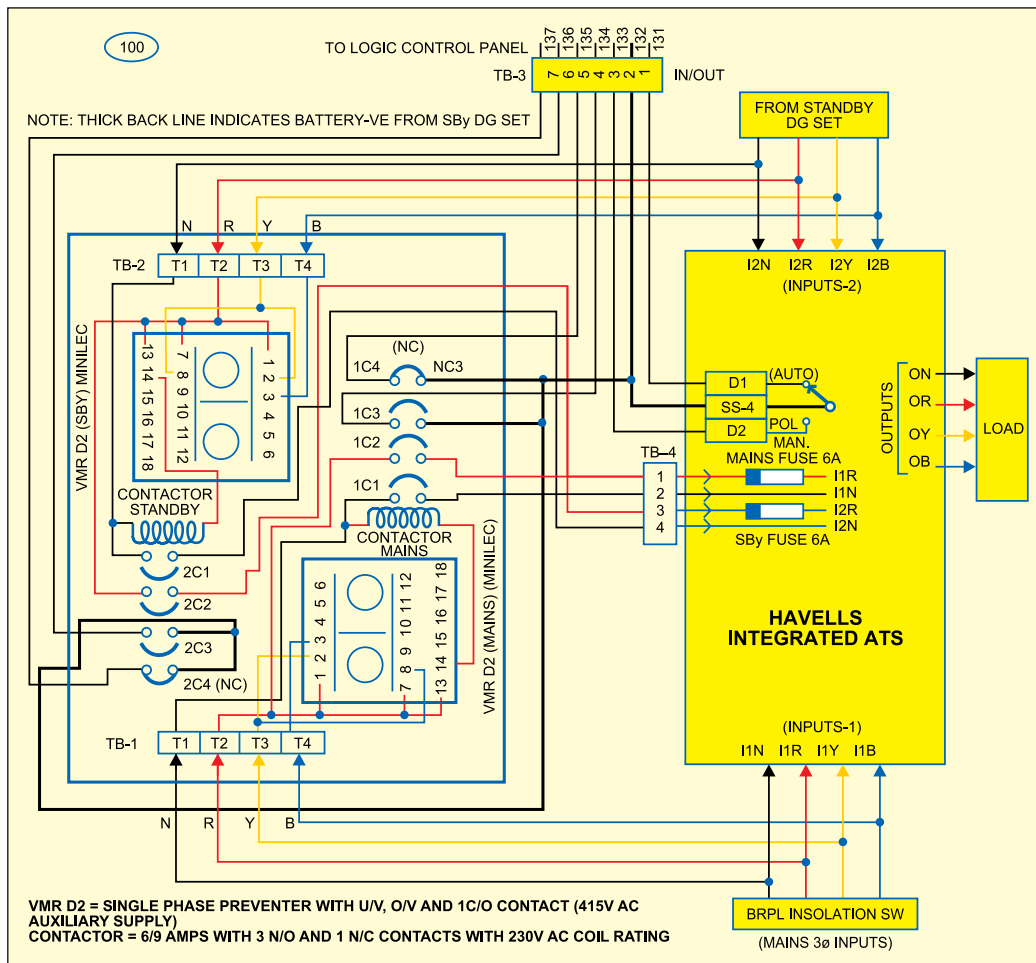 100
TO LOGIC CONTROL PANEL
137 136 135 134 133 132 131
TB-3
7 6 5 4 3 2 1
IN/OUT
NOTE: THICK BACK LINE INDICATES BATTERY-VE FROM SBy DG SET
FROM STANDBY
DG SET
N R Y B
TB-2
T1 T2 T3 T4
VMR D2 (SBY) MINILEC
13 14 15 16 17 18
7 8 9 10 11 12
1 2 3 4 5 6
CONTACTOR
STANDBY
2C1
2C2
2C3
2C4 (NC)
(NC)
1C4
NC3
1C3
1C2
1C1
CONTACTOR
MAINS
6 5 4 3 2 1
12 11 10 9 8 7
18 17 16 15 14 13
VMR D2 (MAINS) (MINILEC)
TB-1
T1 T2 T3 T4
N R Y B
I2N I2R I2Y I2B
(INPUTS-2)
D1
(AUTO)
SS-4
D2
POL
MAN.
TB–4
MAINS FUSE 6A
1
I1R
2
I1N
3
I2R
4
I2N
SBy FUSE 6A
OUTPUTS
ON
OR
OY
OB
LOAD
HAVELLS
INTEGRATED ATS
(INPUTS-1)
I1N I1R I1Y I1B
BRPL INSOLATION SW
(MAINS 3ø INPUTS)
VMR D2 = SINGLE PHASE PREVENTER WITH U/V, O/V AND 1C/O CONTACT (415V AC
AUXILIARY SUPPLY)
CONTACTOR = 6/9 AMPS WITH 3 N/O AND 1 N/C CONTACTS WITH 230V AC COIL RATING